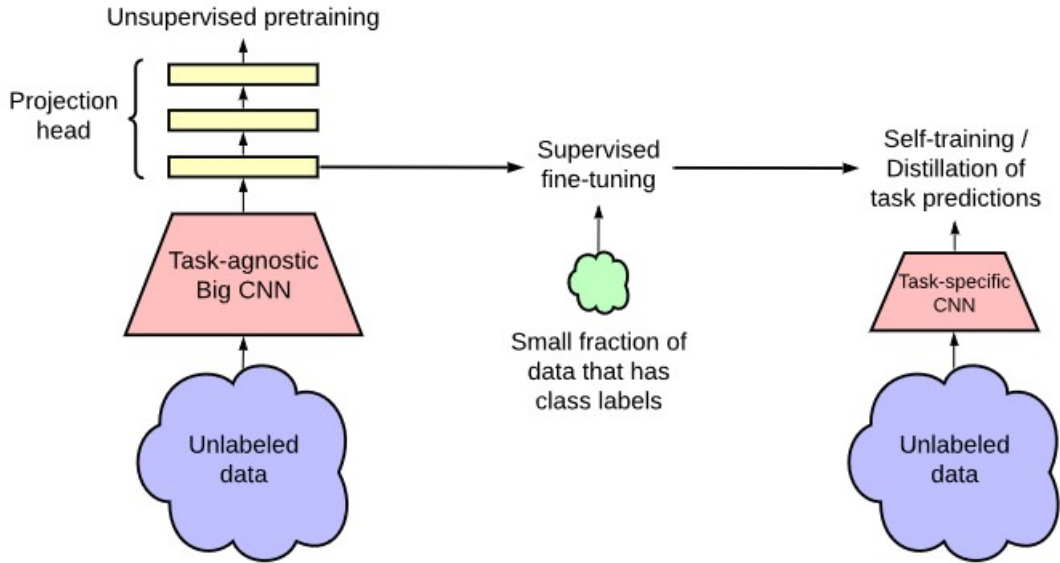 Unsupervised pretraining
Projection
head
Task-agnostic
Big CNN
Unlabeled
data
Supervised
fine-tuning
Small fraction of
data that has
class labels
Self-training /
Distillation of
task predictions
Task-specific
CNN
Unlabeled
data